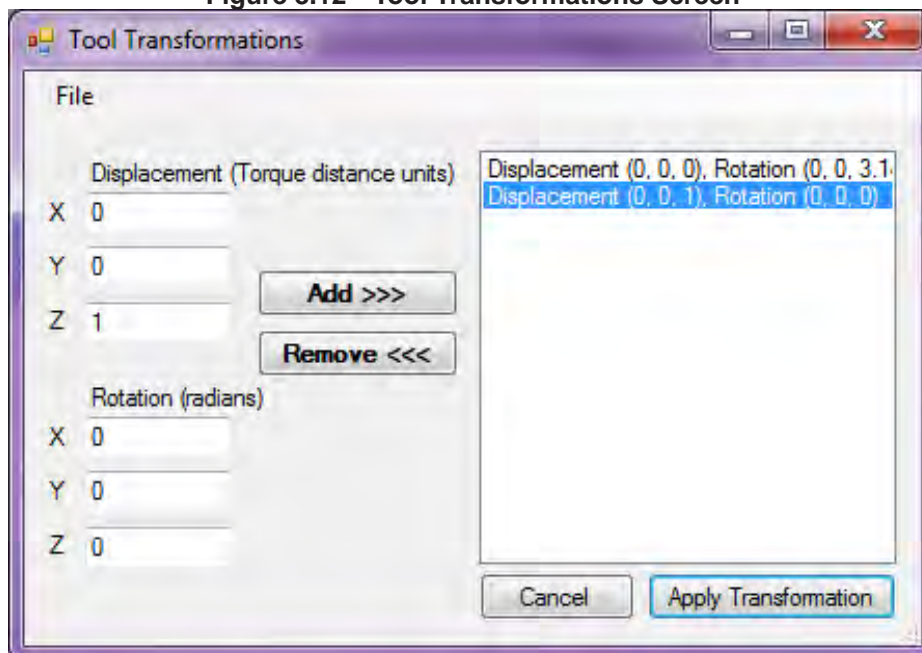 Figure 5.12 – Tool Transformations Screen
Tool Transformations
File
Displacement (Torque distance units)
X 0
Y 0
Z 1
Add >>>
Remove <<<
Rotation (radians)
X 0
Y 0
Z 0
Displacement (0, 0, 0), Rotation (0, 0, 3.1
Displacement (0, 0, 1), Rotation (0, 0, 0)
Cancel
Apply Transformation